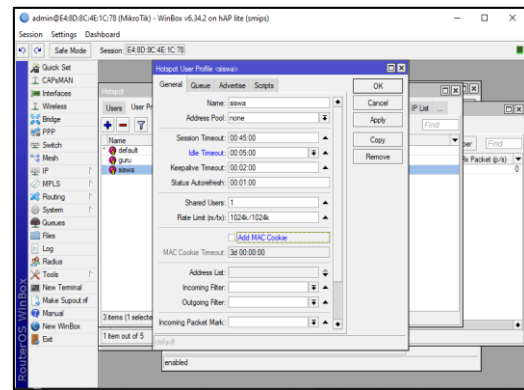 admin@E4:8D:8C:4E:1C:78 (MikroTik) - WinBox v6.34.2 on hAP lite (smips)
Session Settings Dashboard
Safe Mode Session: E4:8D:8C:4E:1C:78
Quick Set
CAPsMAN
Interfaces
Wireless
Bridge
PPP
Switch
Mesh
IP
MPLS
Routing
System
Queues
Files
Log
Radius
Tools
New Terminal
Make Supout.rif
Manual
New WinBox
Exit
RouterOS WinBox
Hotspot
Users User Pr
IP List ...
Find
Name
default
guru
siswa
3 items (1 selecte
1 item out of 5
Hotspot User Profile <siswa>
General Queue Advertise Scripts
Name: siswa
Address Pool: none
Session Timeout: 00:45:00
Idle Timeout: 00:05:00
Keepalive Timeout: 00:02:00
Status Autorefresh: 00:01:00
Shared Users: 1
Rate Limit (rx/tx): 1024k/1024k
Add MAC Cookie
MAC Cookie Timeout: 3d 00:00:00
Address List:
Incoming Filter:
Outgoing Filter:
Incoming Packet Mark:
default
OK
Cancel
Apply
Copy
Remove
Find
Packet (p/s)
0
enabled